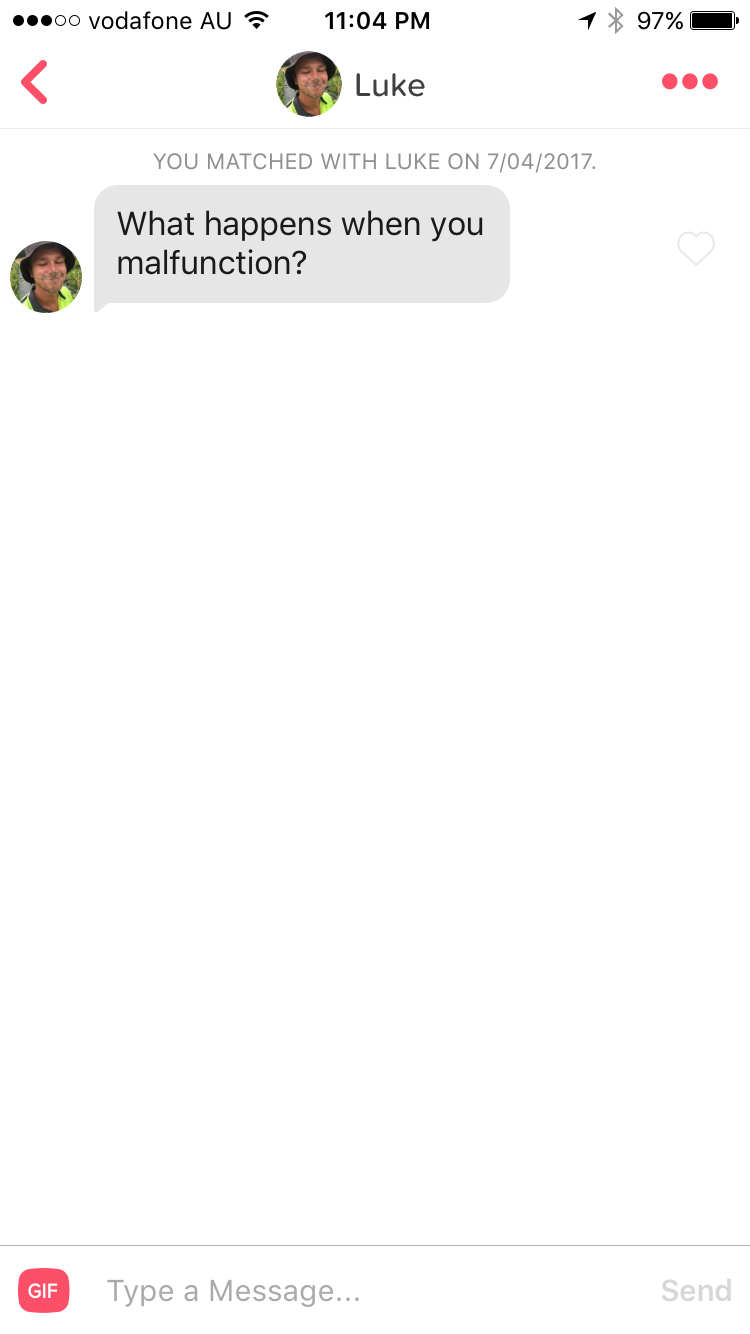 vodafone AU 11:04 PM 97%
Luke
YOU MATCHED WITH LUKE ON 7/04/2017.
What happens when you
malfunction?
GIF Type a Message... Send